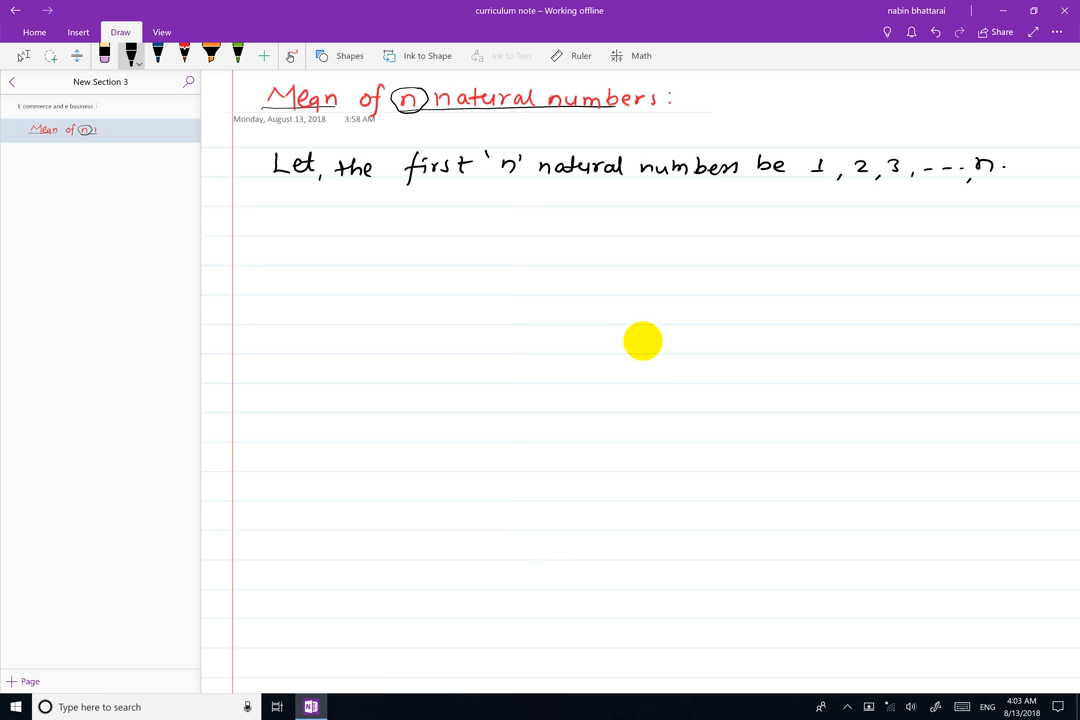 curriculum note – Working offline
nabin bhattarai
Home Insert Draw View
Share
Shapes Ink to Shape Ink to Text Ruler Math
New Section 3
E commerce and e business :
Mean of n
Mean of n natural numbers:
Monday, August 13, 2018 3:58 AM
Let, the first 'n' natural numbers be 1, 2, 3, ----, n.
+ Page
Type here to search
ENG
4:03 AM
8/13/2018